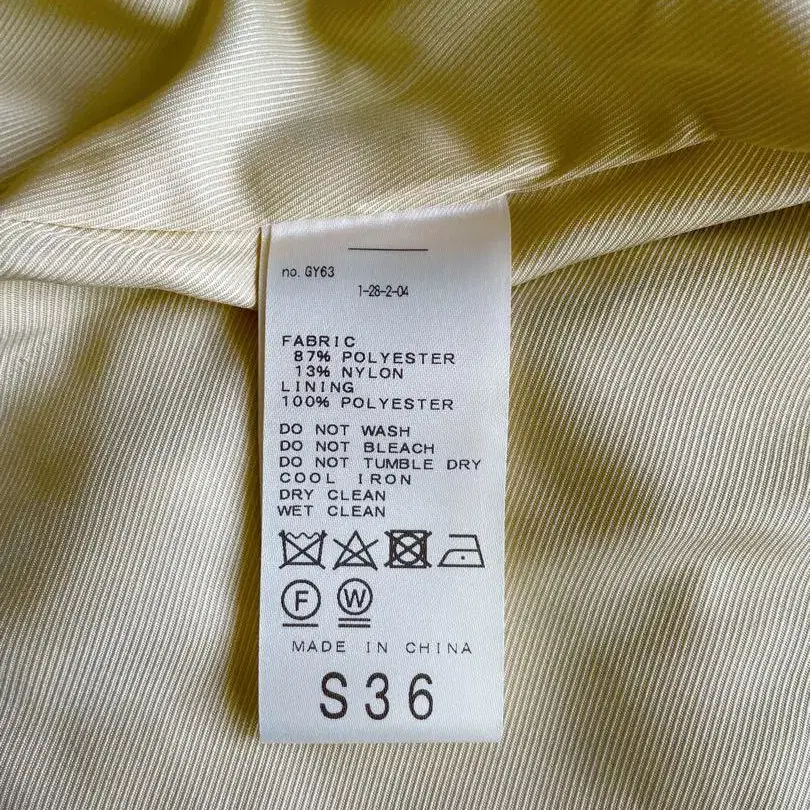 no. GY63
1-28-2-04
FABRIC
87% POLYESTER
13% NYLON
LINING
100% POLYESTER
DO NOT WASH
DO NOT BLEACH
DO NOT TUMBLE DRY
COOL IRON
DRY CLEAN
WET CLEAN
F W
MADE IN CHINA
S36